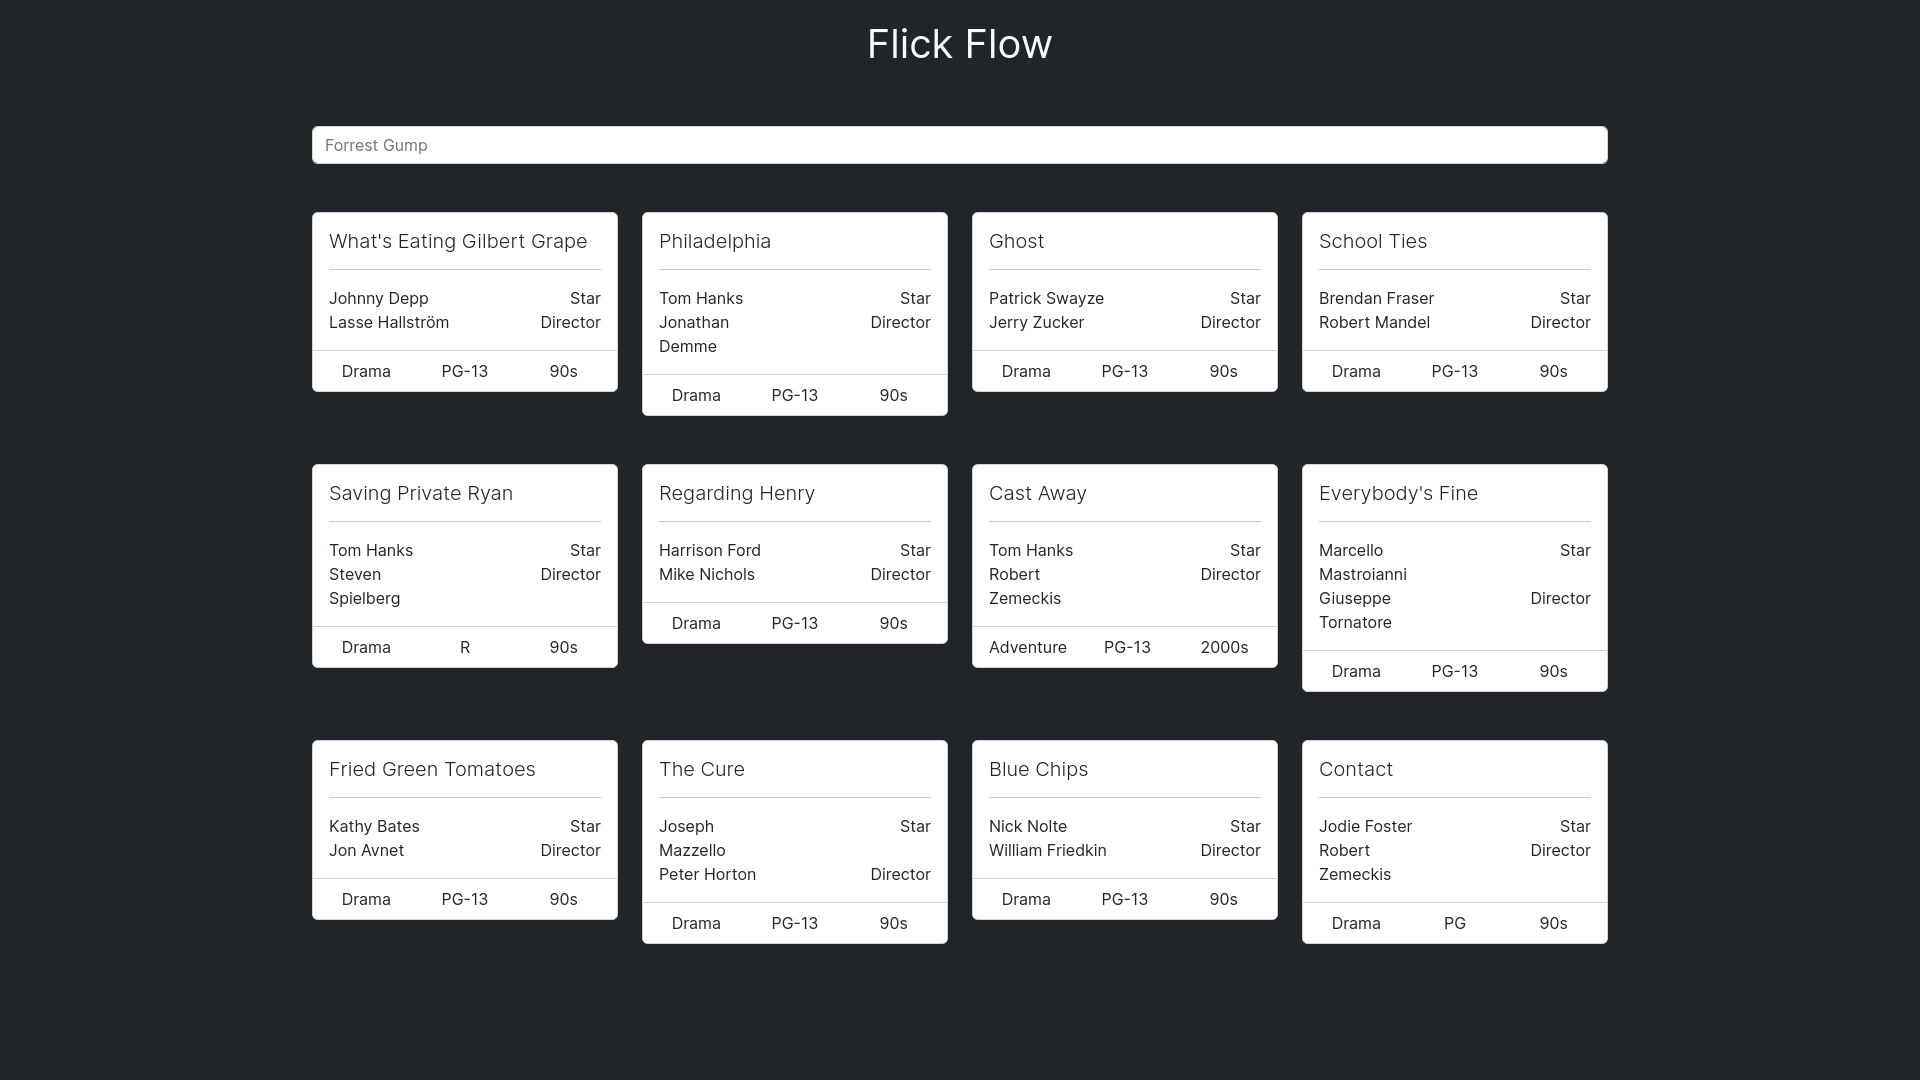 Flick Flow
Forrest Gump
What's Eating Gilbert Grape
Johnny Depp Star
Lasse Hallström Director
Drama PG-13 90s
Philadelphia
Tom Hanks Star
Jonathan Director
Demme
Drama PG-13 90s
Ghost
Patrick Swayze Star
Jerry Zucker Director
Drama PG-13 90s
School Ties
Brendan Fraser Star
Robert Mandel Director
Drama PG-13 90s
Saving Private Ryan
Tom Hanks Star
Steven Director
Spielberg
Drama R 90s
Regarding Henry
Harrison Ford Star
Mike Nichols Director
Drama PG-13 90s
Cast Away
Tom Hanks Star
Robert Director
Zemeckis
Adventure PG-13 2000s
Everybody's Fine
Marcello Star
Mastroianni
Giuseppe Director
Tornatore
Drama PG-13 90s
Fried Green Tomatoes
Kathy Bates Star
Jon Avnet Director
Drama PG-13 90s
The Cure
Joseph Star
Mazzello
Peter Horton Director
Drama PG-13 90s
Blue Chips
Nick Nolte Star
William Friedkin Director
Drama PG-13 90s
Contact
Jodie Foster Star
Robert Director
Zemeckis
Drama PG 90s